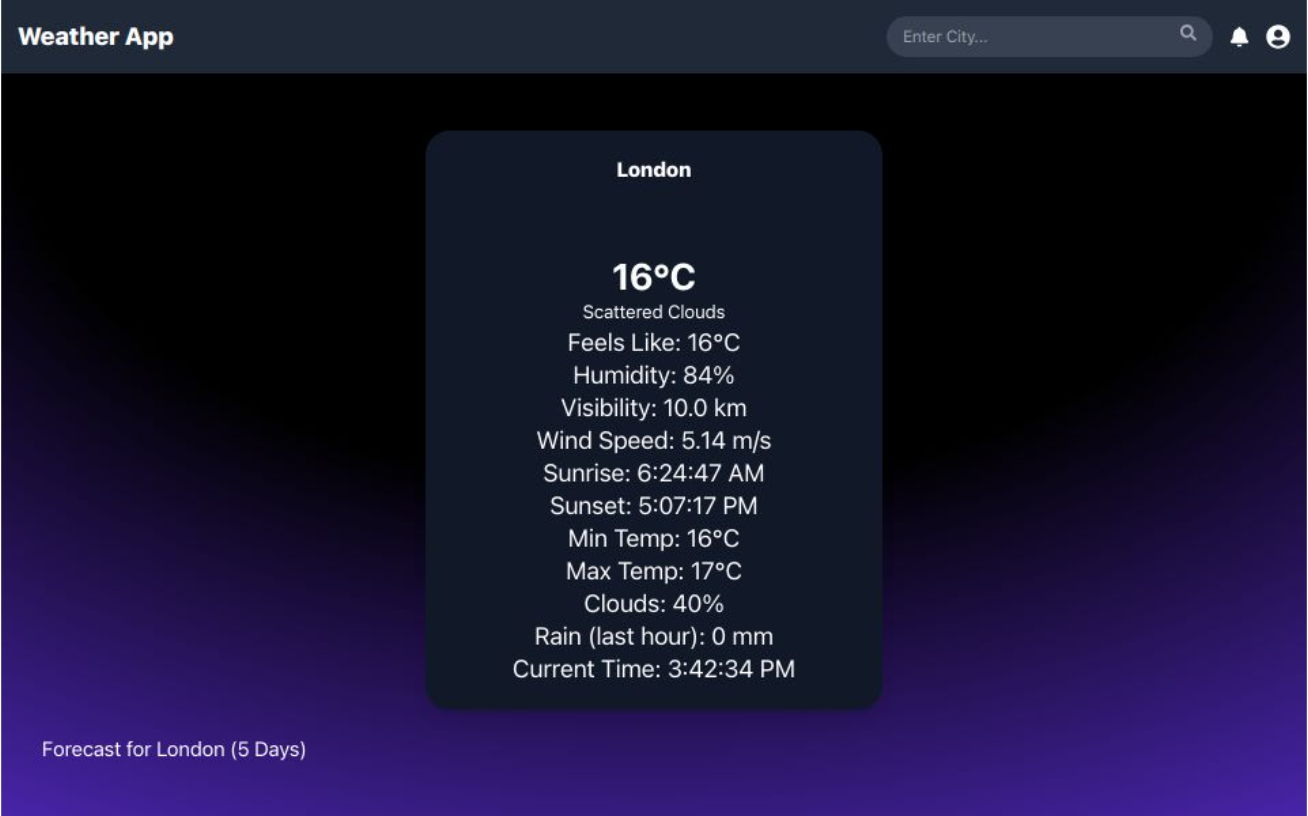 Weather App
Enter City...
London
16°C
Scattered Clouds
Feels Like: 16°C
Humidity: 84%
Visibility: 10.0 km
Wind Speed: 5.14 m/s
Sunrise: 6:24:47 AM
Sunset: 5:07:17 PM
Min Temp: 16°C
Max Temp: 17°C
Clouds: 40%
Rain (last hour): 0 mm
Current Time: 3:42:34 PM
Forecast for London (5 Days)